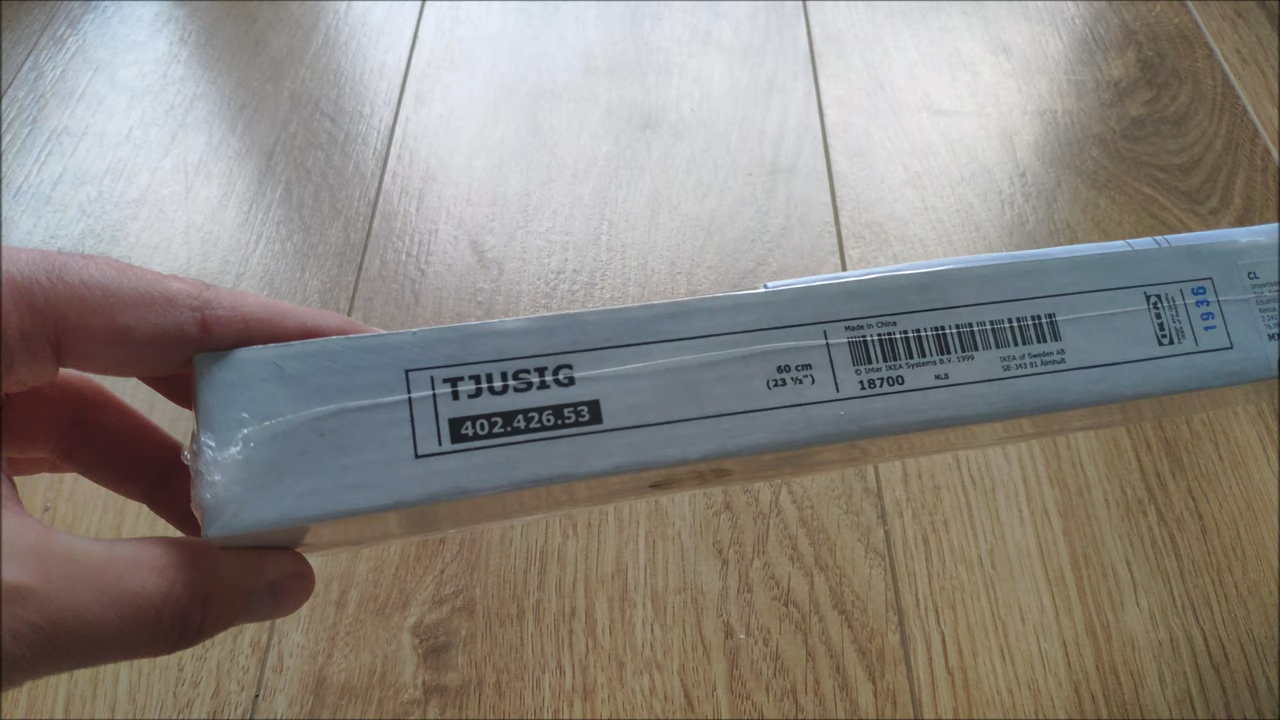 TJUSIG
402.426.53
60 cm
(23 ½")
Made in China
© Inter IKEA Systems B.V. 1999
18700
NLB
IKEA of Sweden AB
SE-343 81 Älmhult
IKEA
1936
CL